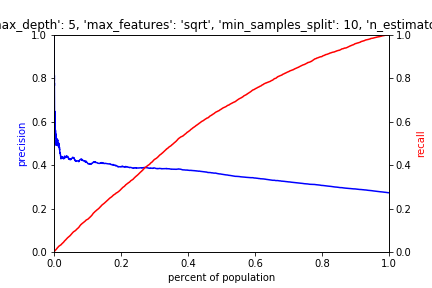 ax_depth': 5, 'max_features': 'sqrt', 'min_samples_split': 10, 'n_estimato
1.0
0.8
0.6
0.4
0.2
0.0
precision
1.0
0.8
0.6
0.4
0.2
0.0
recall
0.0 0.2 0.4 0.6 0.8 1.0
percent of population